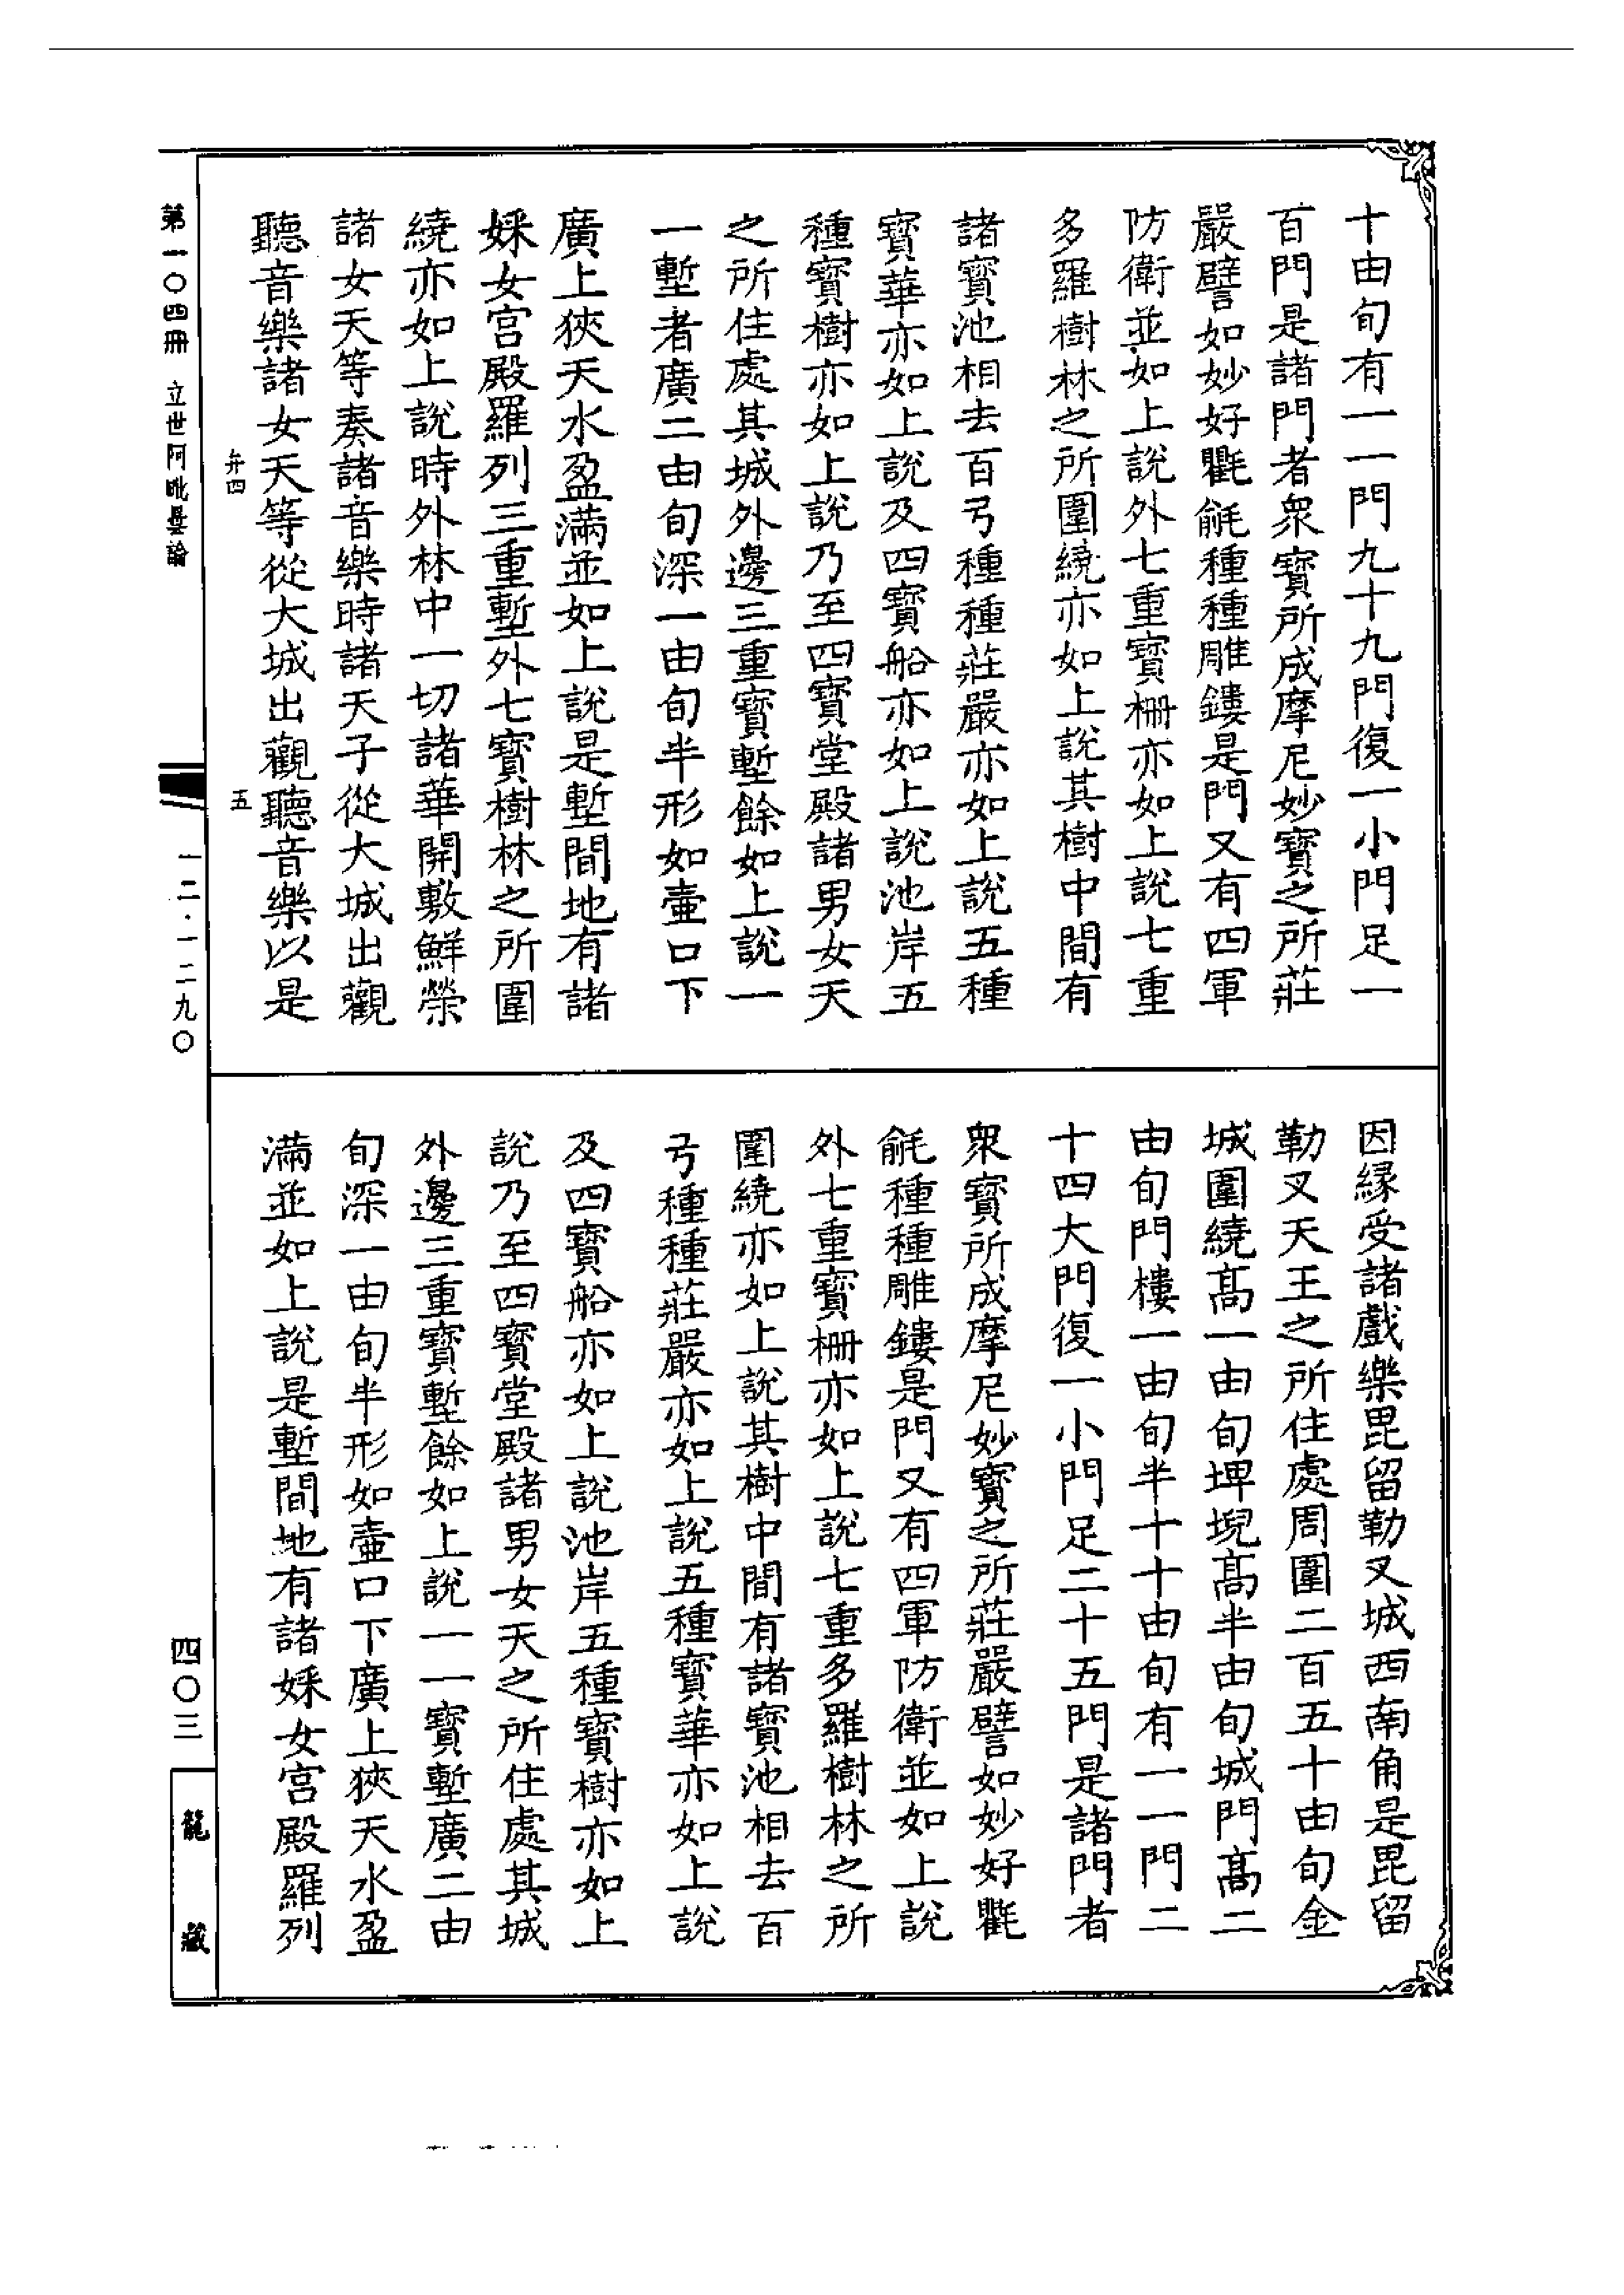 十由旬有一一門九十九門復一小門足一
百門是諸門者衆寶所成摩尼妙寶之所莊
嚴譬如妙好氍毹種種雕鏤是門又有四軍
防衛並如上說外七重寶柵亦如上說七重
多羅樹林之所圍繞亦如上說其樹中間有
諸寶池相去百弓種種莊嚴亦如上說五種
寶華亦如上說及四寶船亦如上說池岸五
種寶樹亦如上說乃至四寶堂殿諸男女天
之所住處其城外邊三重寶塹餘如上說一
一塹者廣二由旬深一由旬半形如壷口下
廣上狹天水盈滿並如上說是塹間地有諸
婇女宮殿羅列三重塹外七寶樹林之所圍
繞亦如上說時外林中一切諸華開敷鮮榮
諸女天等奏諸音樂時諸天子從大城出觀
聽音樂諸女天等從大城出觀聽音樂以是
弁四
五
因緣受諸戲樂毘留勒叉城西南角是毘留
勒叉天王之所住處周圍二百五十由旬金
城圍繞高一由旬埤堄高半由旬城門高二
由旬門樓一由旬半十十由旬有一一門二
十四大門復一小門足二十五門是諸門者
衆寶所成摩尼妙寶之所莊嚴譬如妙好氍
毹種種雕鏤是門又有四軍防衛並如上說
外七重寶柵亦如上說七重多羅樹林之所
圍繞亦如上說其樹中間有諸寶池相去百
弓種種莊嚴亦如上說五種寶華亦如上說
及四寶船亦如上說池岸五種寶樹亦如上
說乃至四寶堂殿諸男女天之所住處其城
外邊三重寶塹餘如上說一一寶塹廣二由
旬深一由旬半形如壷口下廣上狹天水盈
滿並如上說是塹間地有諸婇女宮殿羅列
第一〇四冊 立世阿毗曇論
一二·一二九〇
四〇三
龍藏